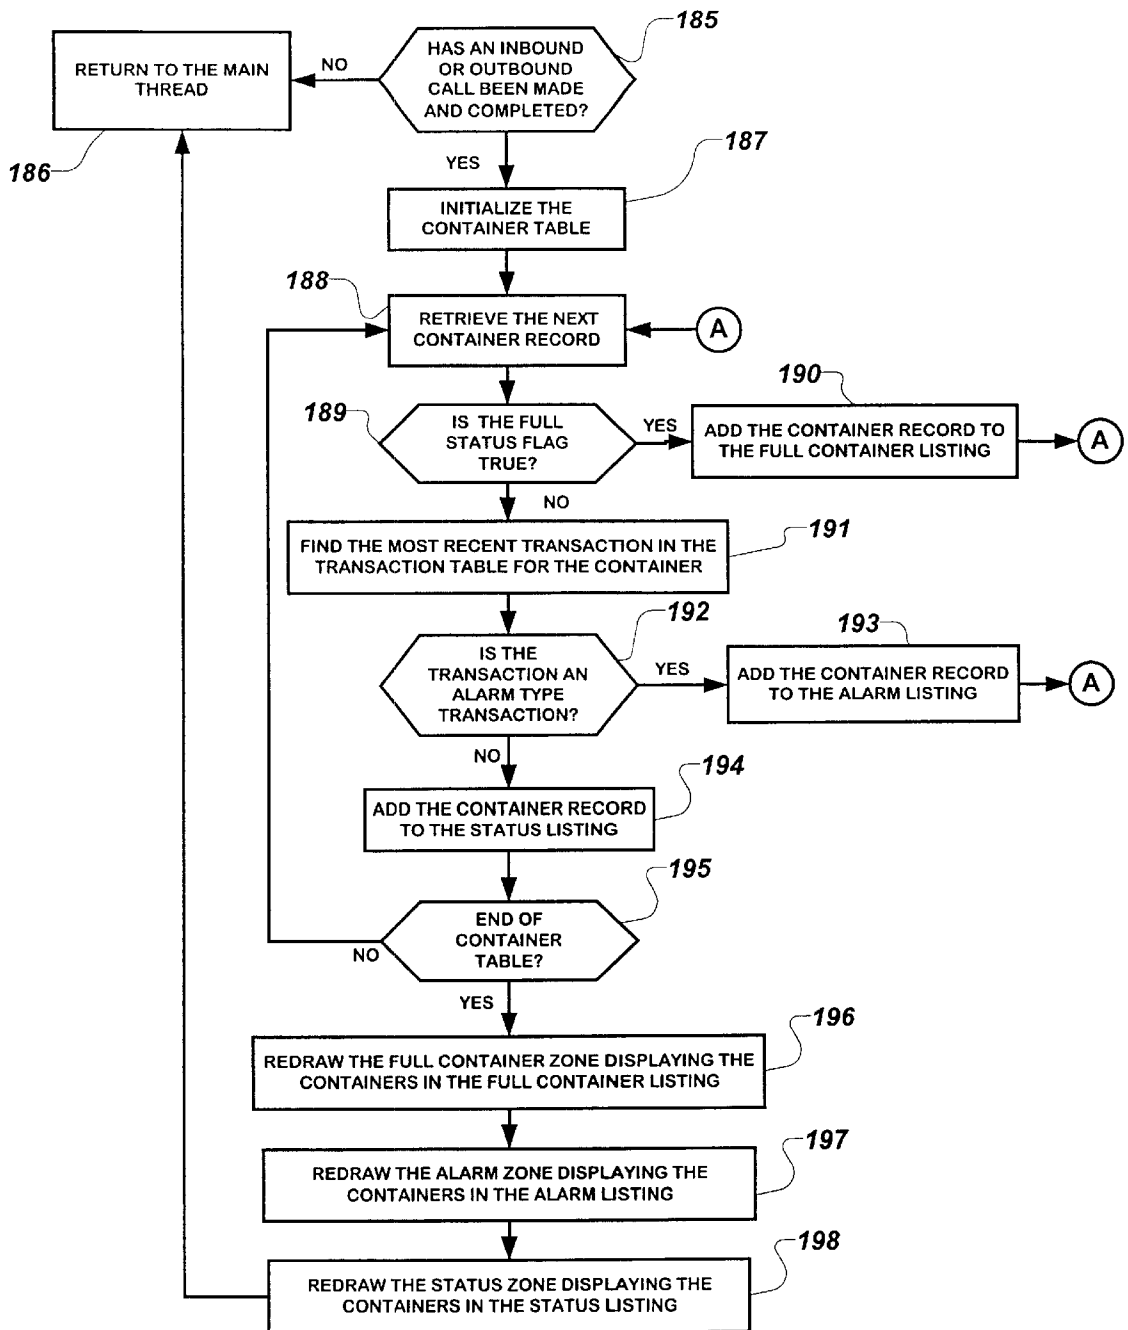 185
HAS AN INBOUND
OR OUTBOUND
CALL BEEN MADE
AND COMPLETED?
NO
RETURN TO THE MAIN
THREAD
186
YES
187
INITIALIZE THE
CONTAINER TABLE
188
RETRIEVE THE NEXT
CONTAINER RECORD
A
189
IS THE FULL
STATUS FLAG
TRUE?
YES
190
ADD THE CONTAINER RECORD TO
THE FULL CONTAINER LISTING
A
NO
191
FIND THE MOST RECENT TRANSACTION IN THE
TRANSACTION TABLE FOR THE CONTAINER
192
IS THE
TRANSACTION AN
ALARM TYPE
TRANSACTION?
YES
193
ADD THE CONTAINER RECORD
TO THE ALARM LISTING
A
NO
194
ADD THE CONTAINER RECORD
TO THE STATUS LISTING
195
END OF
CONTAINER
TABLE?
NO
YES
196
REDRAW THE FULL CONTAINER ZONE DISPLAYING THE
CONTAINERS IN THE FULL CONTAINER LISTING
197
REDRAW THE ALARM ZONE DISPLAYING THE
CONTAINERS IN THE ALARM LISTING
198
REDRAW THE STATUS ZONE DISPLAYING THE
CONTAINERS IN THE STATUS LISTING